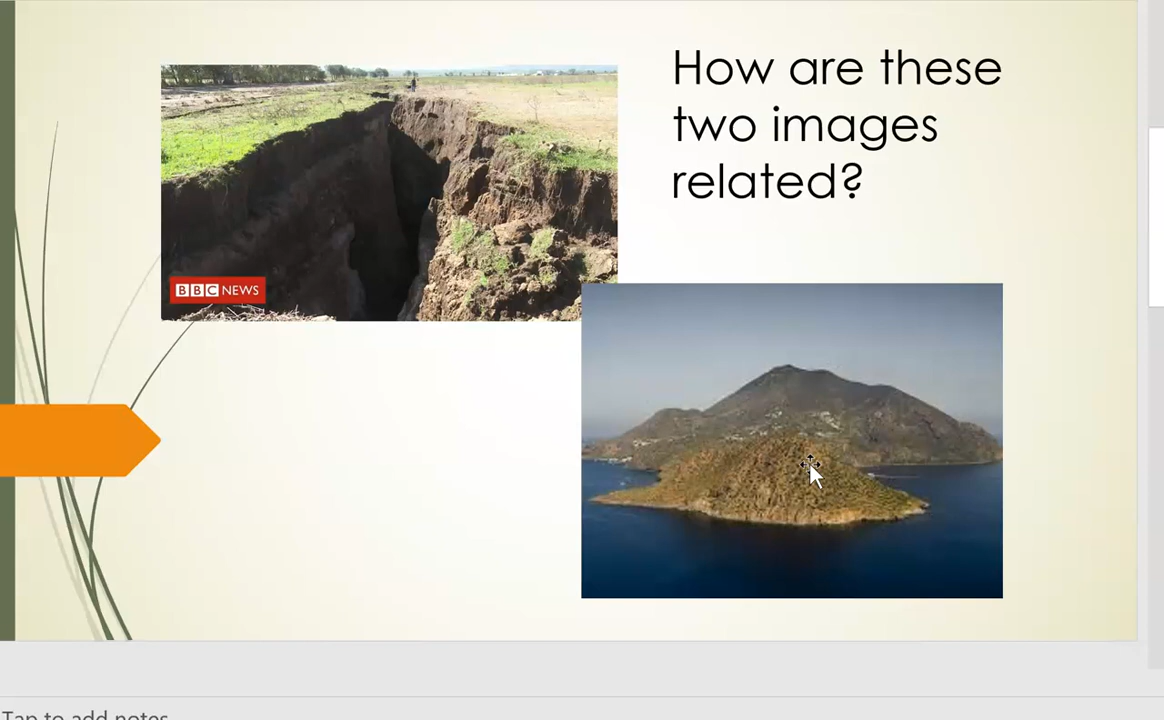 How are these
two images
related?
BBC NEWS
Tap to add notes